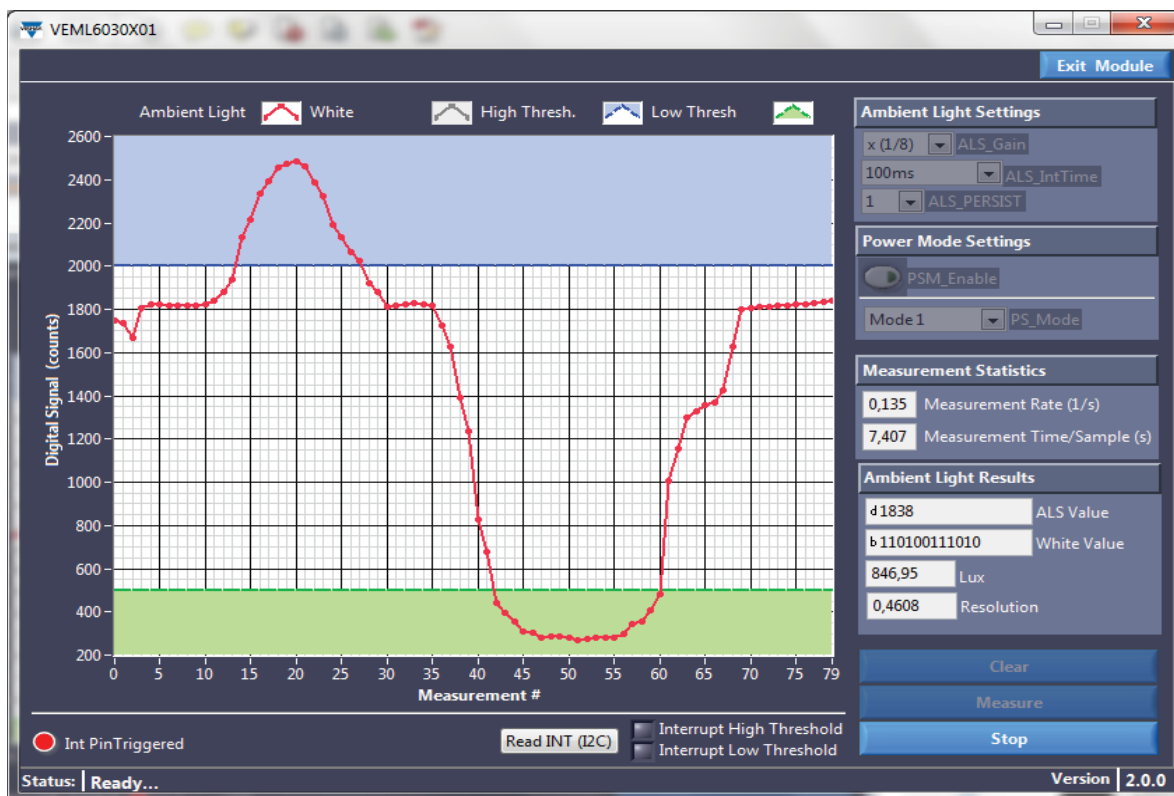 VEML6030X01
Exit Module
Ambient Light White High Thresh. Low Thresh
2600
2400
2200
2000
1800
1600
1400
1200
1000
800
600
400
200
Digital Signal (counts)
0 5 10 15 20 25 30 35 40 45 50 55 60 65 70 75 79
Measurement #
Ambient Light Settings
x (1/8) ALS_Gain
100ms ALS_IntTime
1 ALS_PERSIST
Power Mode Settings
PSM_Enable
Mode 1 PS_Mode
Measurement Statistics
0,135 Measurement Rate (1/s)
7,407 Measurement Time/Sample (s)
Ambient Light Results
d 1838 ALS Value
b 110100111010 White Value
846,95 Lux
0,4608 Resolution
Clear
Measure
Stop
Int PinTriggered
Read INT (I2C)
Interrupt High Threshold
Interrupt Low Threshold
Status: Ready...
Version 2.0.0